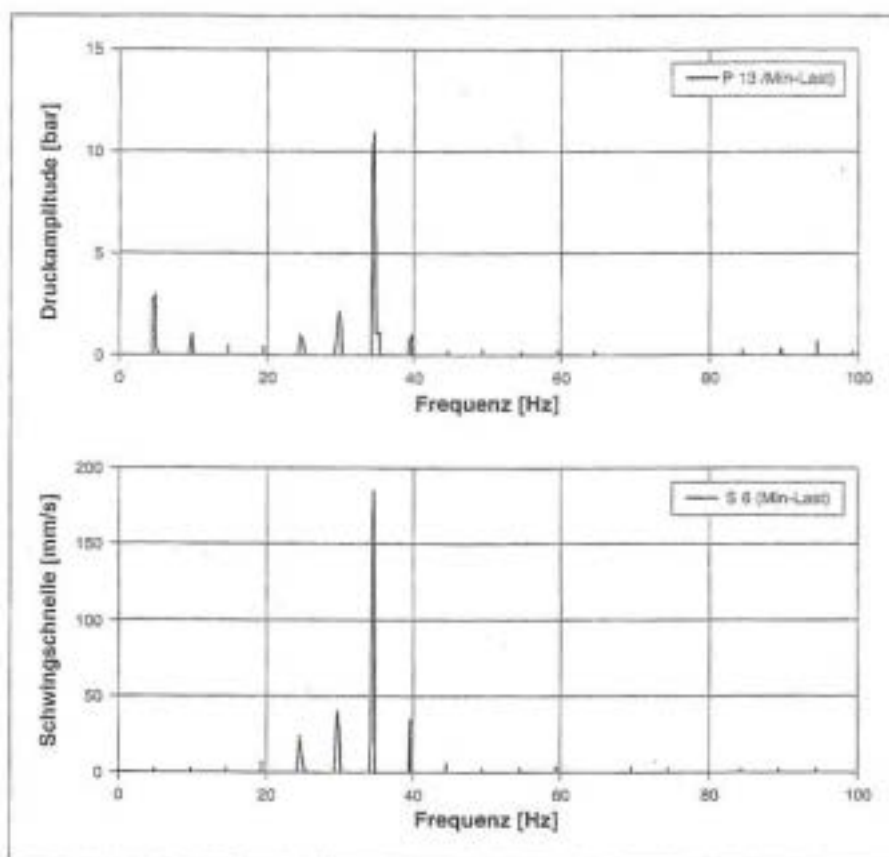 15
10
5
0
Druckamplitude [bar]
P 13 /Min-Last)
0 20 40 60 80 100
Frequenz [Hz]
200
150
100
50
0
Schwingschnelle [mm/s]
S 6 (Min-Last)
0 20 40 60 80 100
Frequenz [Hz]